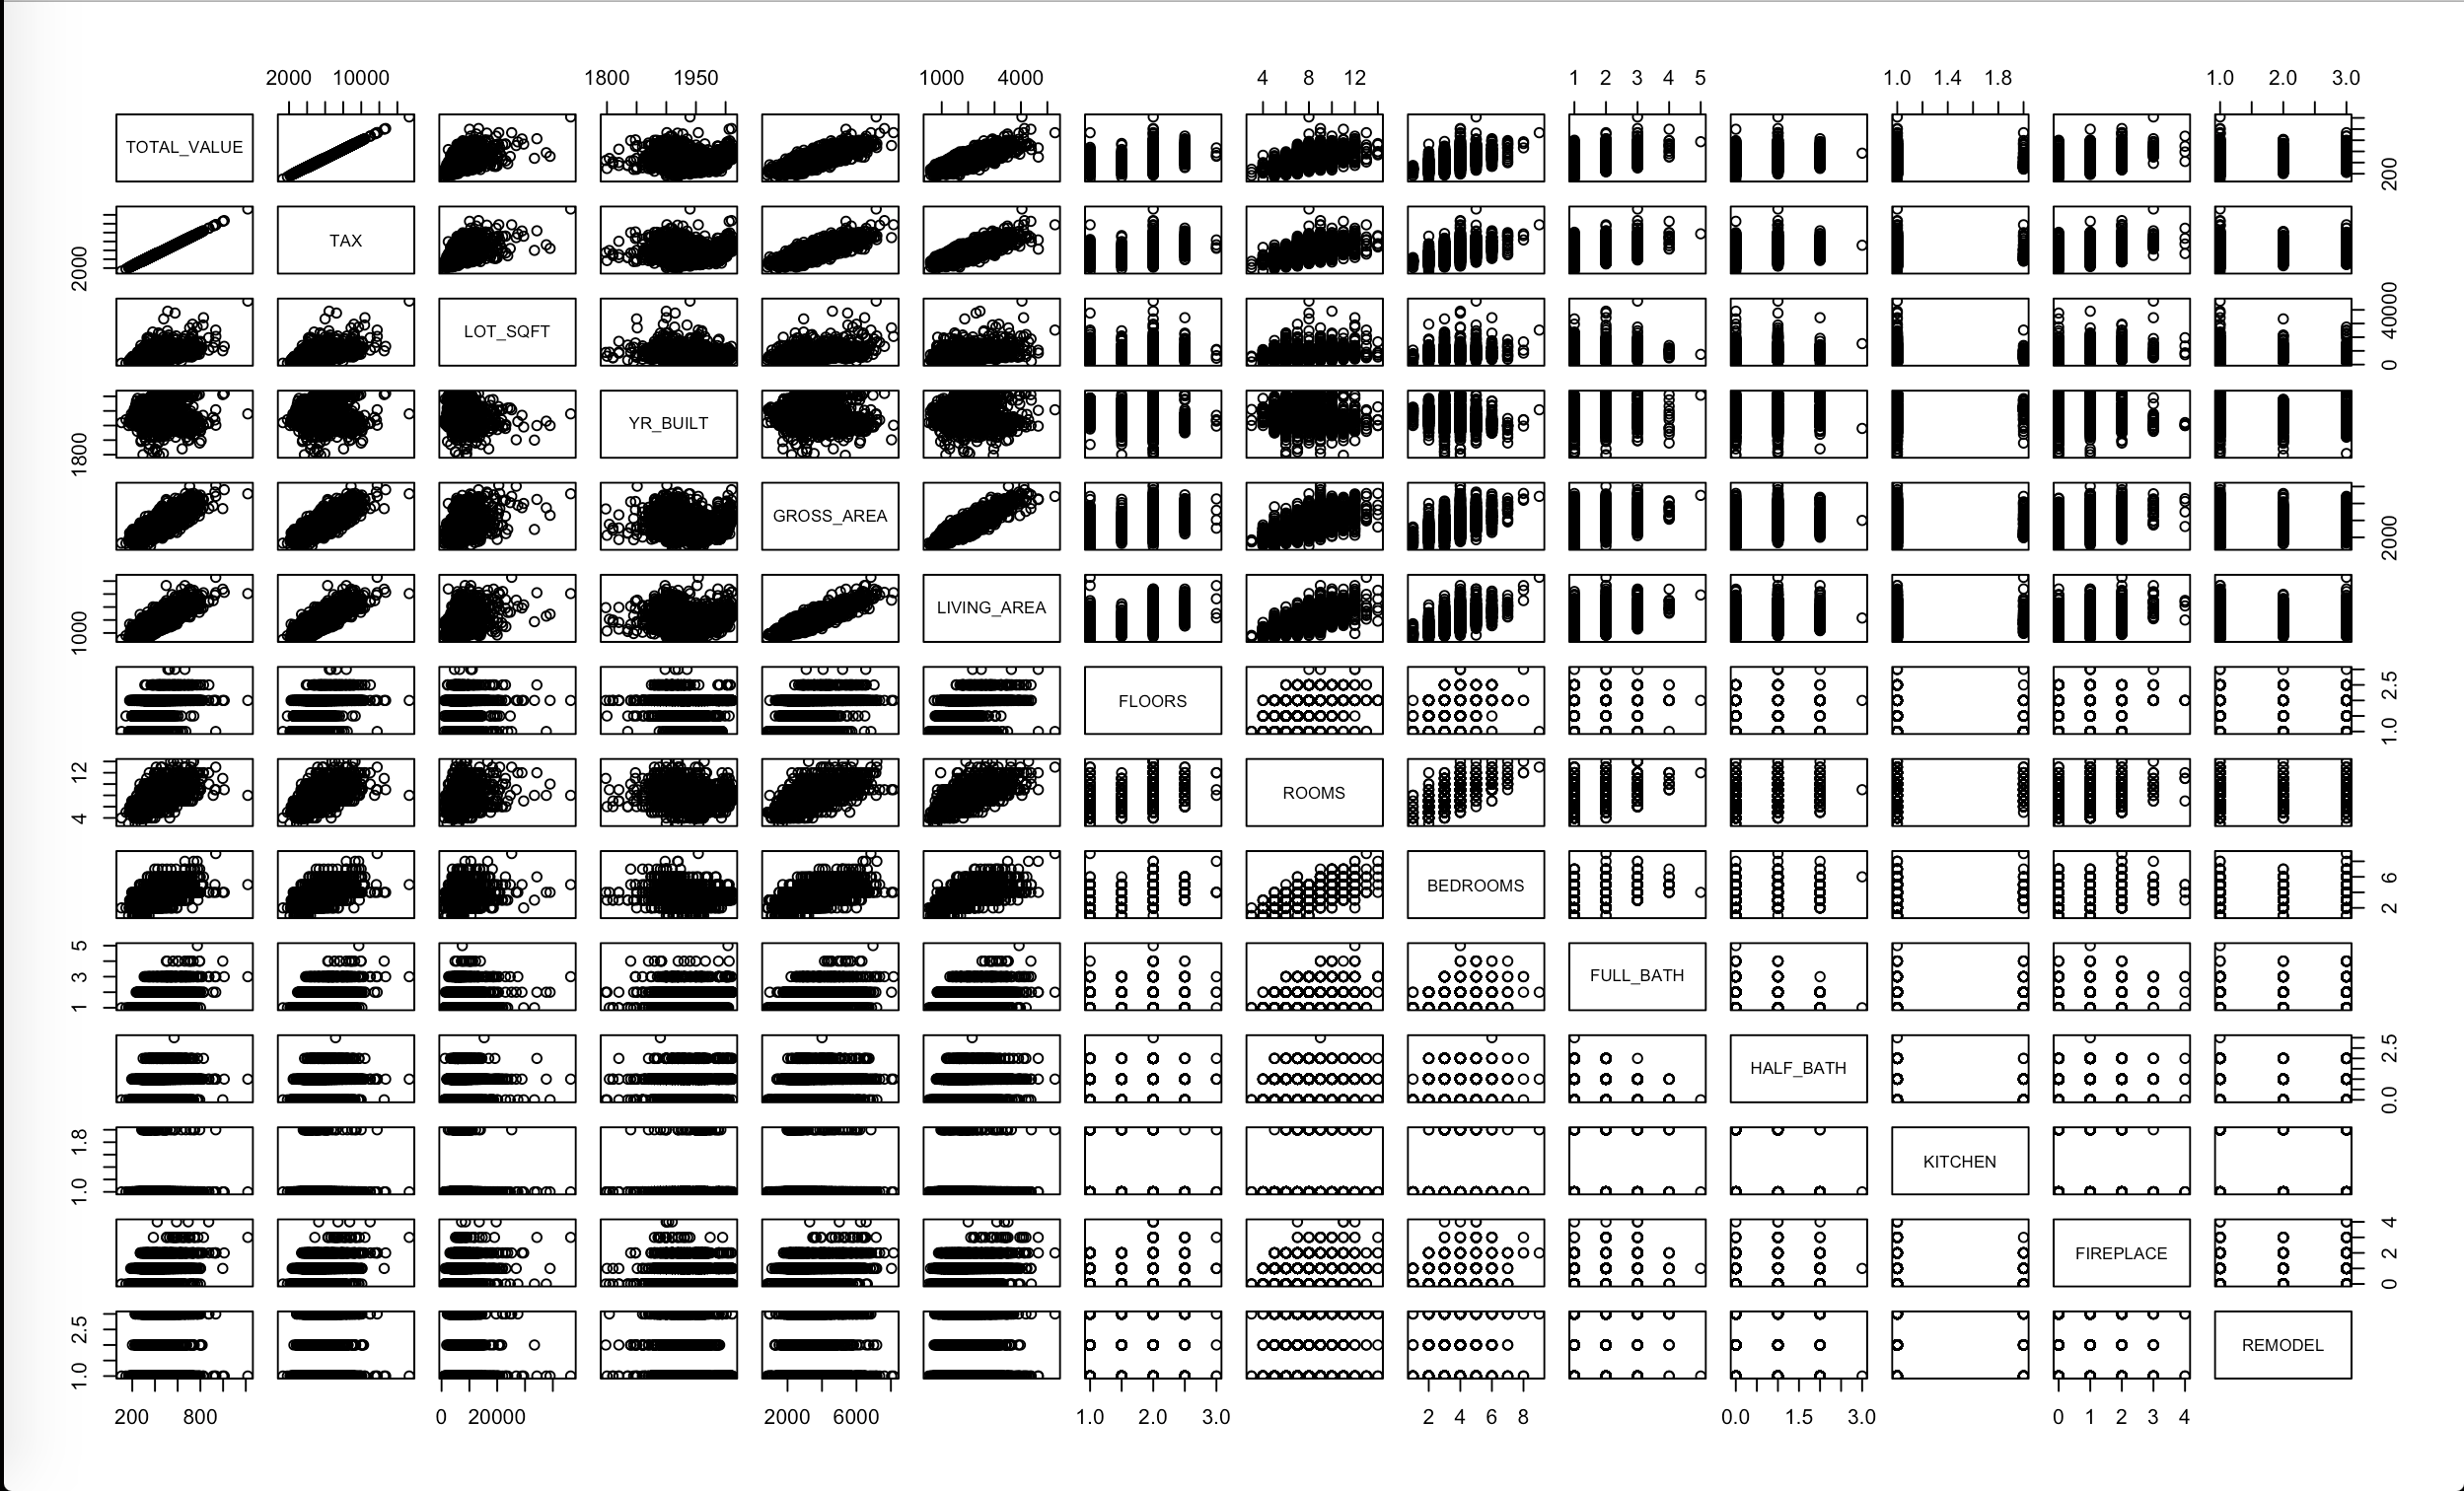 2000 10000 1800 1950 1000 4000 4 8 12 1 2 3 4 5 1.0 1.4 1.8 1.0 2.0 3.0
TOTAL_VALUE 200
2000 TAX
LOT_SQFT 0 40000
1800 YR_BUILT
GROSS_AREA 2000
1000 LIVING_AREA
FLOORS 1.0 2.5
4 12 ROOMS
BEDROOMS 2 6
1 3 5 FULL_BATH
HALF_BATH 0.0 2.5
1.0 1.8 KITCHEN
FIREPLACE 0 2 4
1.0 2.5 REMODEL
200 800 0 20000 2000 6000 1.0 2.0 3.0 2 4 6 8 0.0 1.5 3.0 0 1 2 3 4